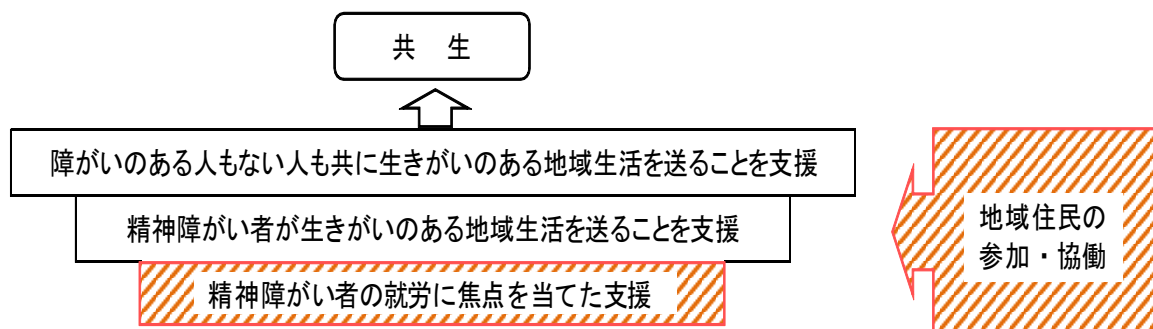 共　生
障がいのある人もない人も共に生きがいのある地域生活を送ることを支援
精神障がい者が生きがいのある地域生活を送ることを支援
精神障がい者の就労に焦点を当てた支援
地域住民の
参加・協働